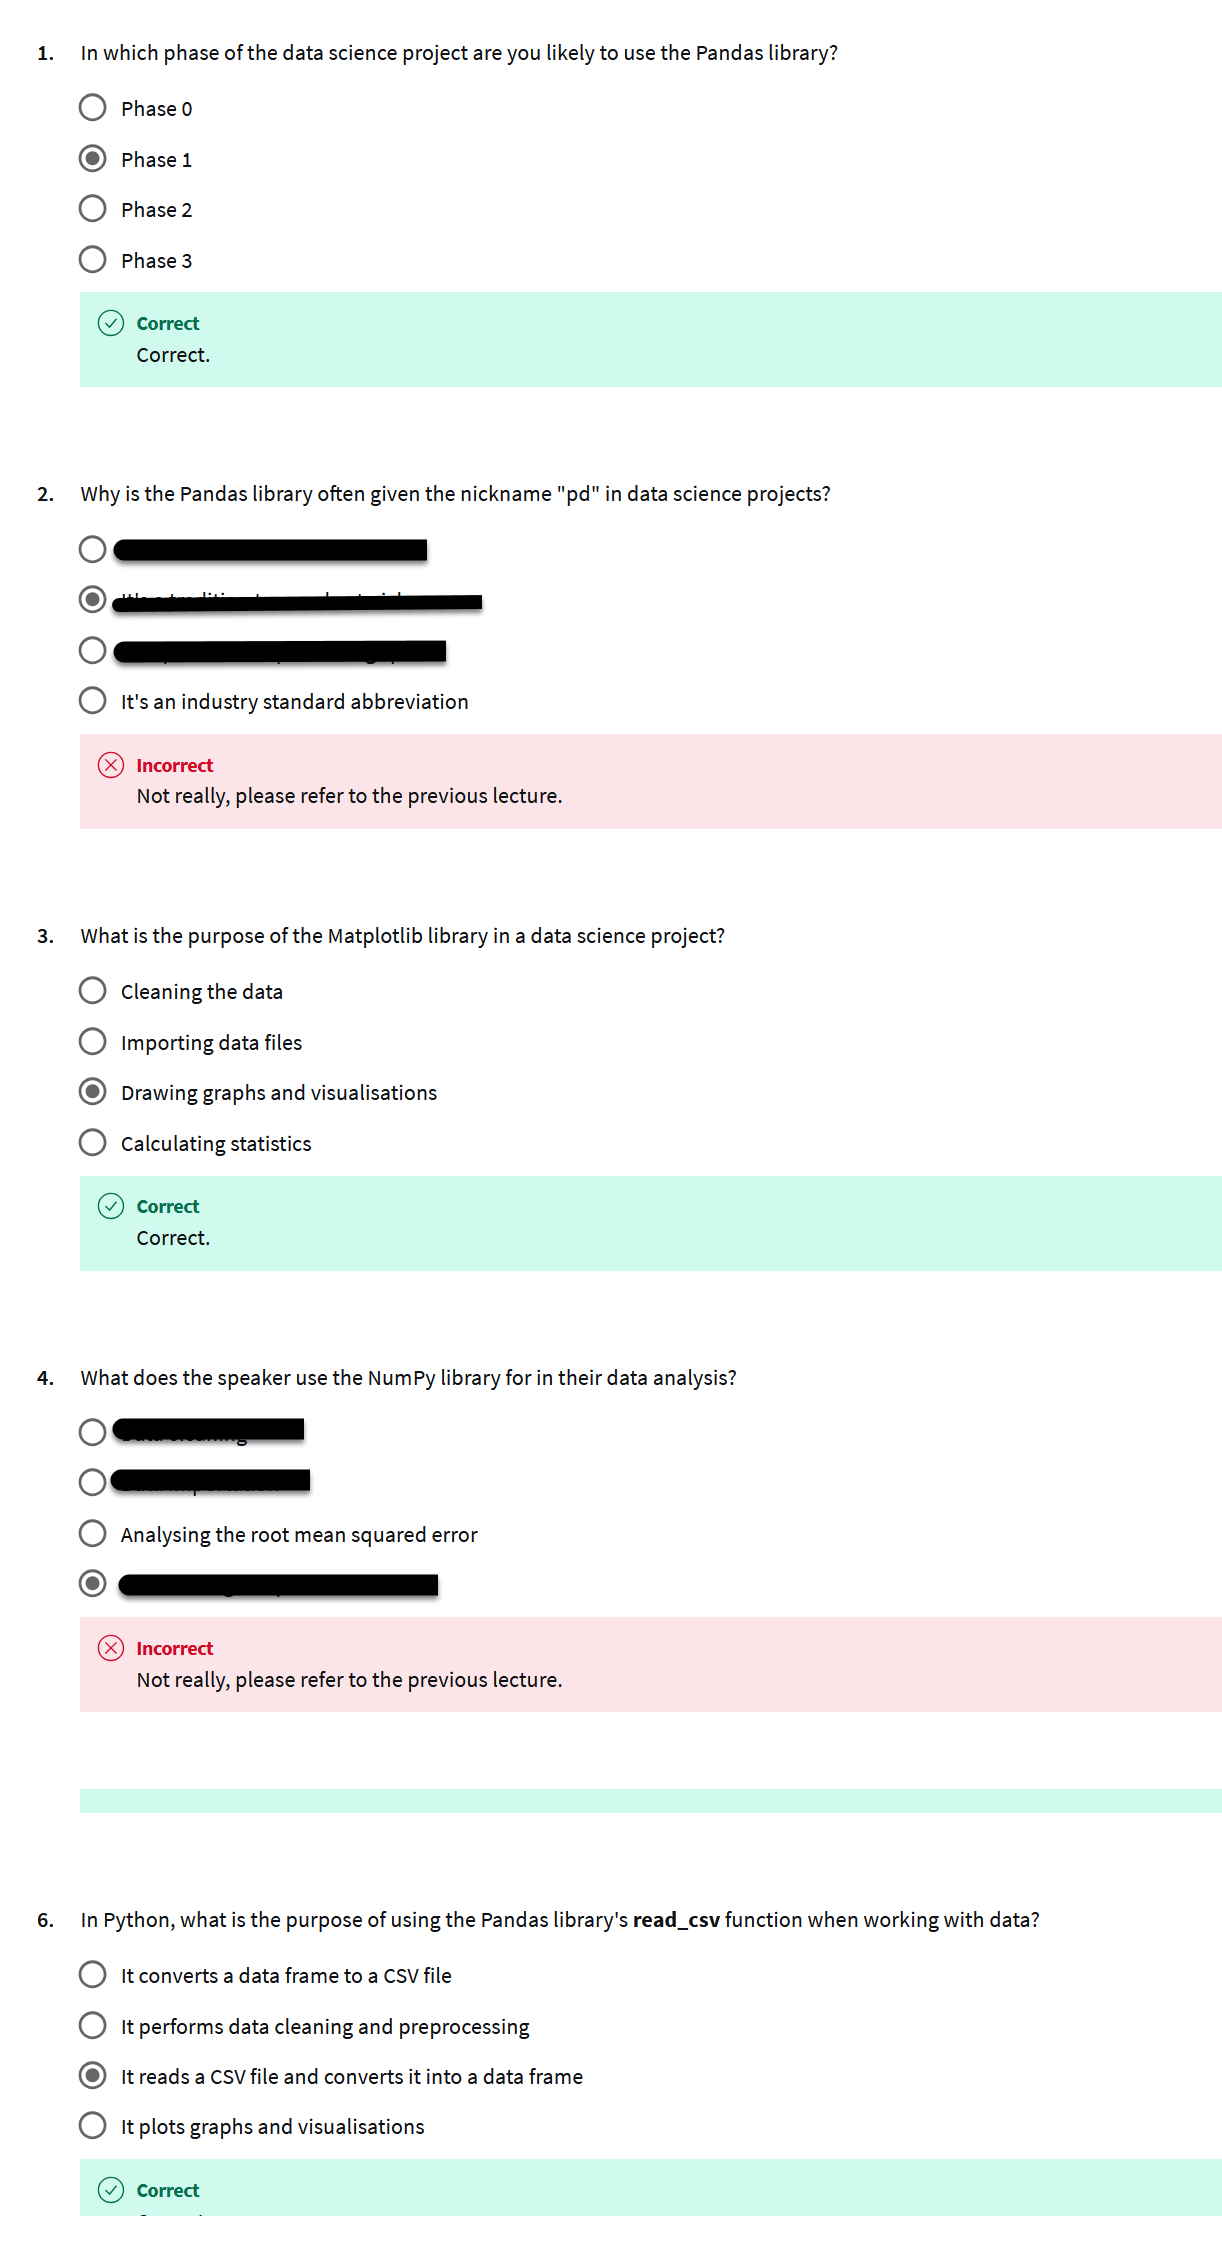 1. In which phase of the data science project are you likely to use the Pandas library?
Phase 0
Phase 1
Phase 2
Phase 3
Correct
Correct.
2. Why is the Pandas library often given the nickname "pd" in data science projects?
It's an industry standard abbreviation
Incorrect
Not really, please refer to the previous lecture.
3. What is the purpose of the Matplotlib library in a data science project?
Cleaning the data
Importing data files
Drawing graphs and visualisations
Calculating statistics
Correct
Correct.
4. What does the speaker use the NumPy library for in their data analysis?
Analysing the root mean squared error
Incorrect
Not really, please refer to the previous lecture.
6. In Python, what is the purpose of using the Pandas library's read_csv function when working with data?
It converts a data frame to a CSV file
It performs data cleaning and preprocessing
It reads a CSV file and converts it into a data frame
It plots graphs and visualisations
Correct